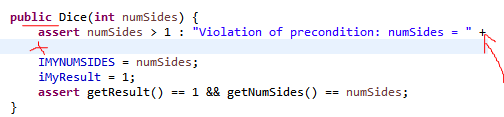 public Dice(int numSides) {
assert numSides > 1 : "Violation of precondition: numSides = " +
IMYNUMSIDES = numSides;
iMyResult = 1;
assert getResult() == 1 && getNumSides() == numSides;
}